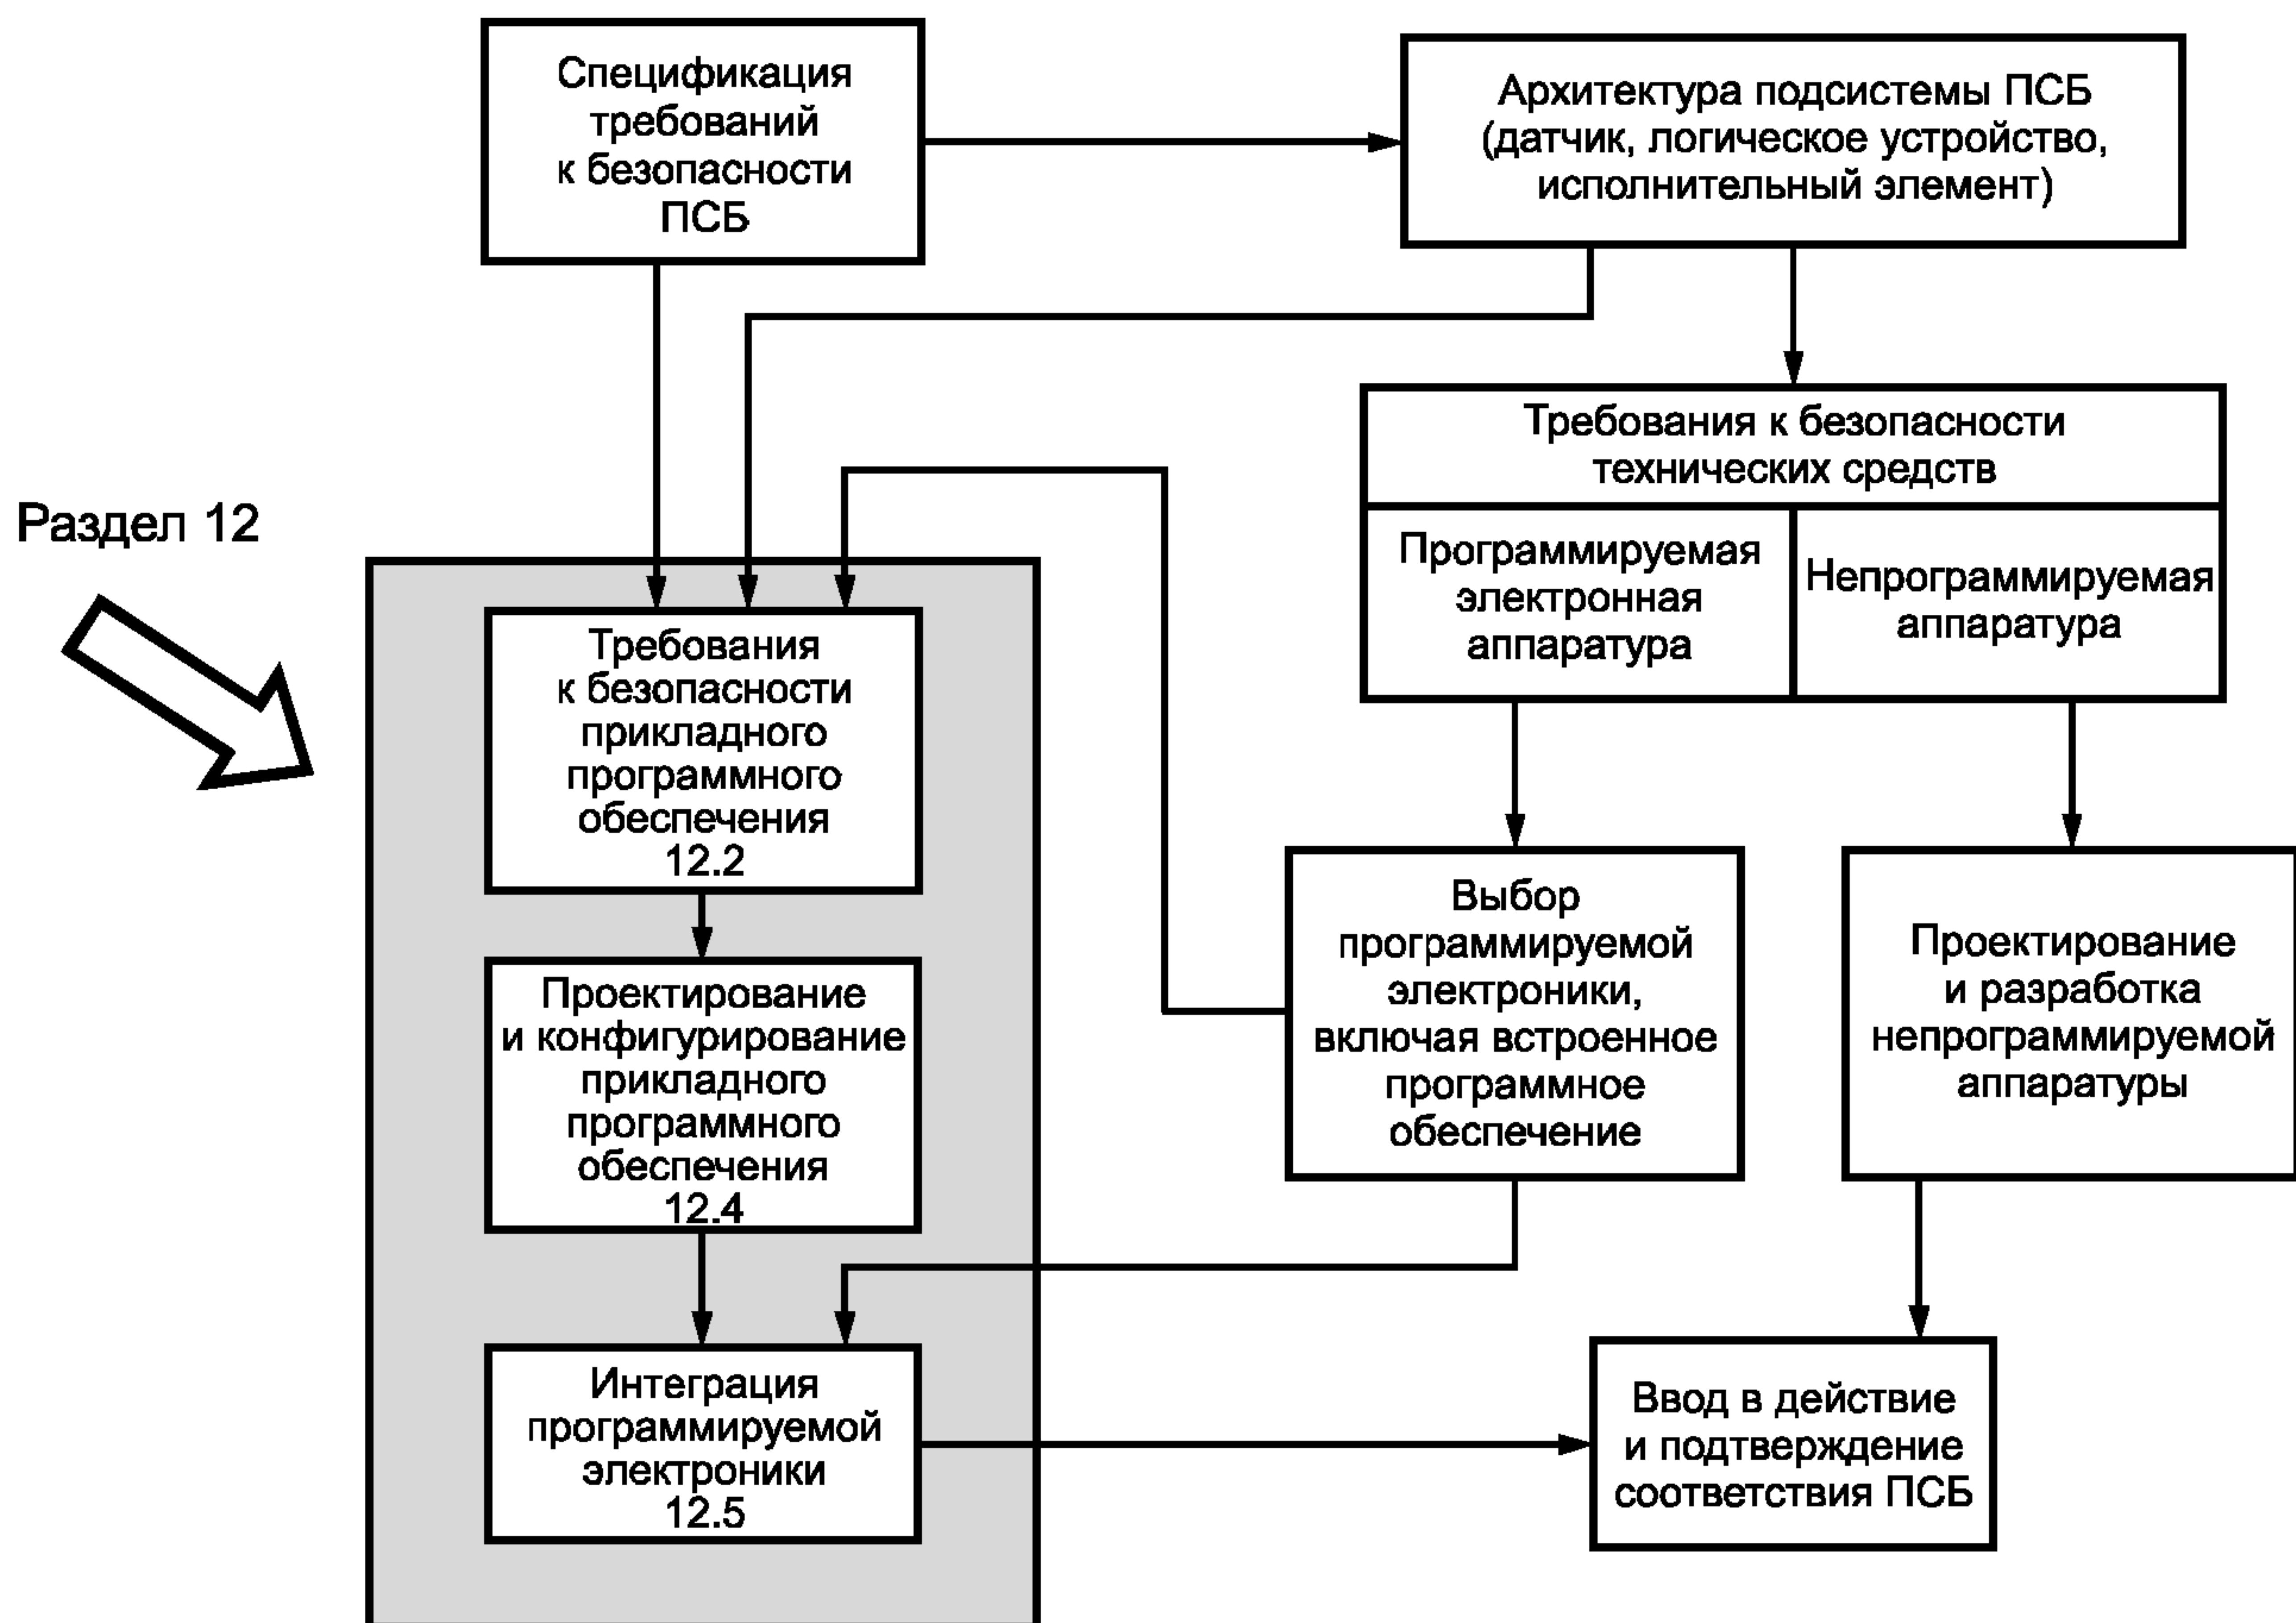 Спецификация
требований
к безопасности
ПСБ
Архитектура подсистемы ПСБ
(датчик, логическое устройство,
исполнительный элемент)
Требования к безопасности
технических средств
Программируемая
электронная
аппаратура
Непрограммируемая
аппаратура
Раздел 12
Требования
к безопасности
прикладного
программного
обеспечения
12.2
Проектирование
и конфигурирование
прикладного
программного
обеспечения
12.4
Выбор
программируемой
электроники,
включая встроенное
программное
обеспечение
Проектирование
и разработка
непрограммируемой
аппаратуры
Интеграция
программируемой
электроники
12.5
Ввод в действие
и подтверждение
соответствия ПСБ